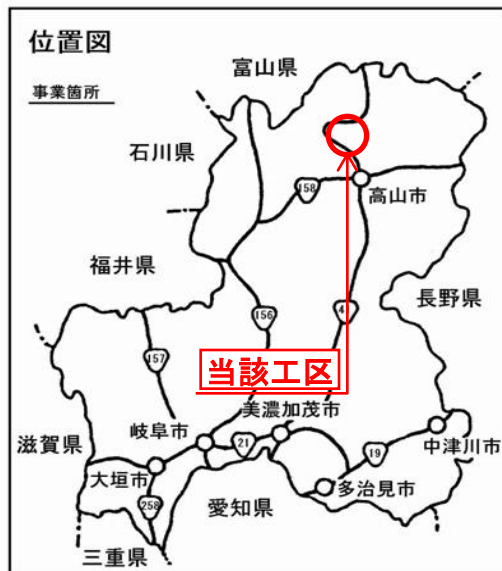 位置図
事業箇所
富山県
石川県
158
高山市
福井県
長野県
156
4
157
当該工区
美濃加茂市
岐阜市
21
19
中津川市
滋賀県
大垣市
258
愛知県
多治見市
三重県